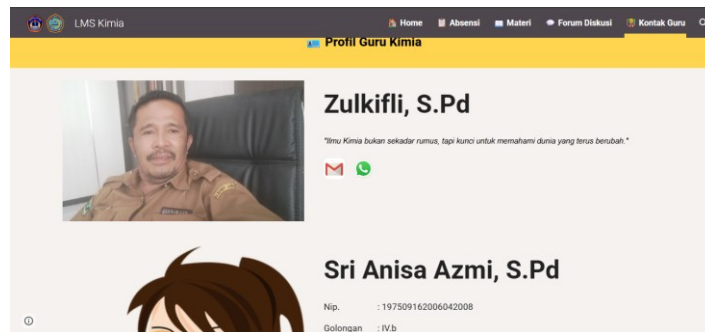 LMS Kimia
Home Absensi Materi Forum Diskusi Kontak Guru
Profil Guru Kimia
Zulkifli, S.Pd
"Ilmu Kimia bukan sekadar rumus, tapi kunci untuk memahami dunia yang terus berubah."
Sri Anisa Azmi, S.Pd
Nip. : 197509162006042008
Golongan : IV.b